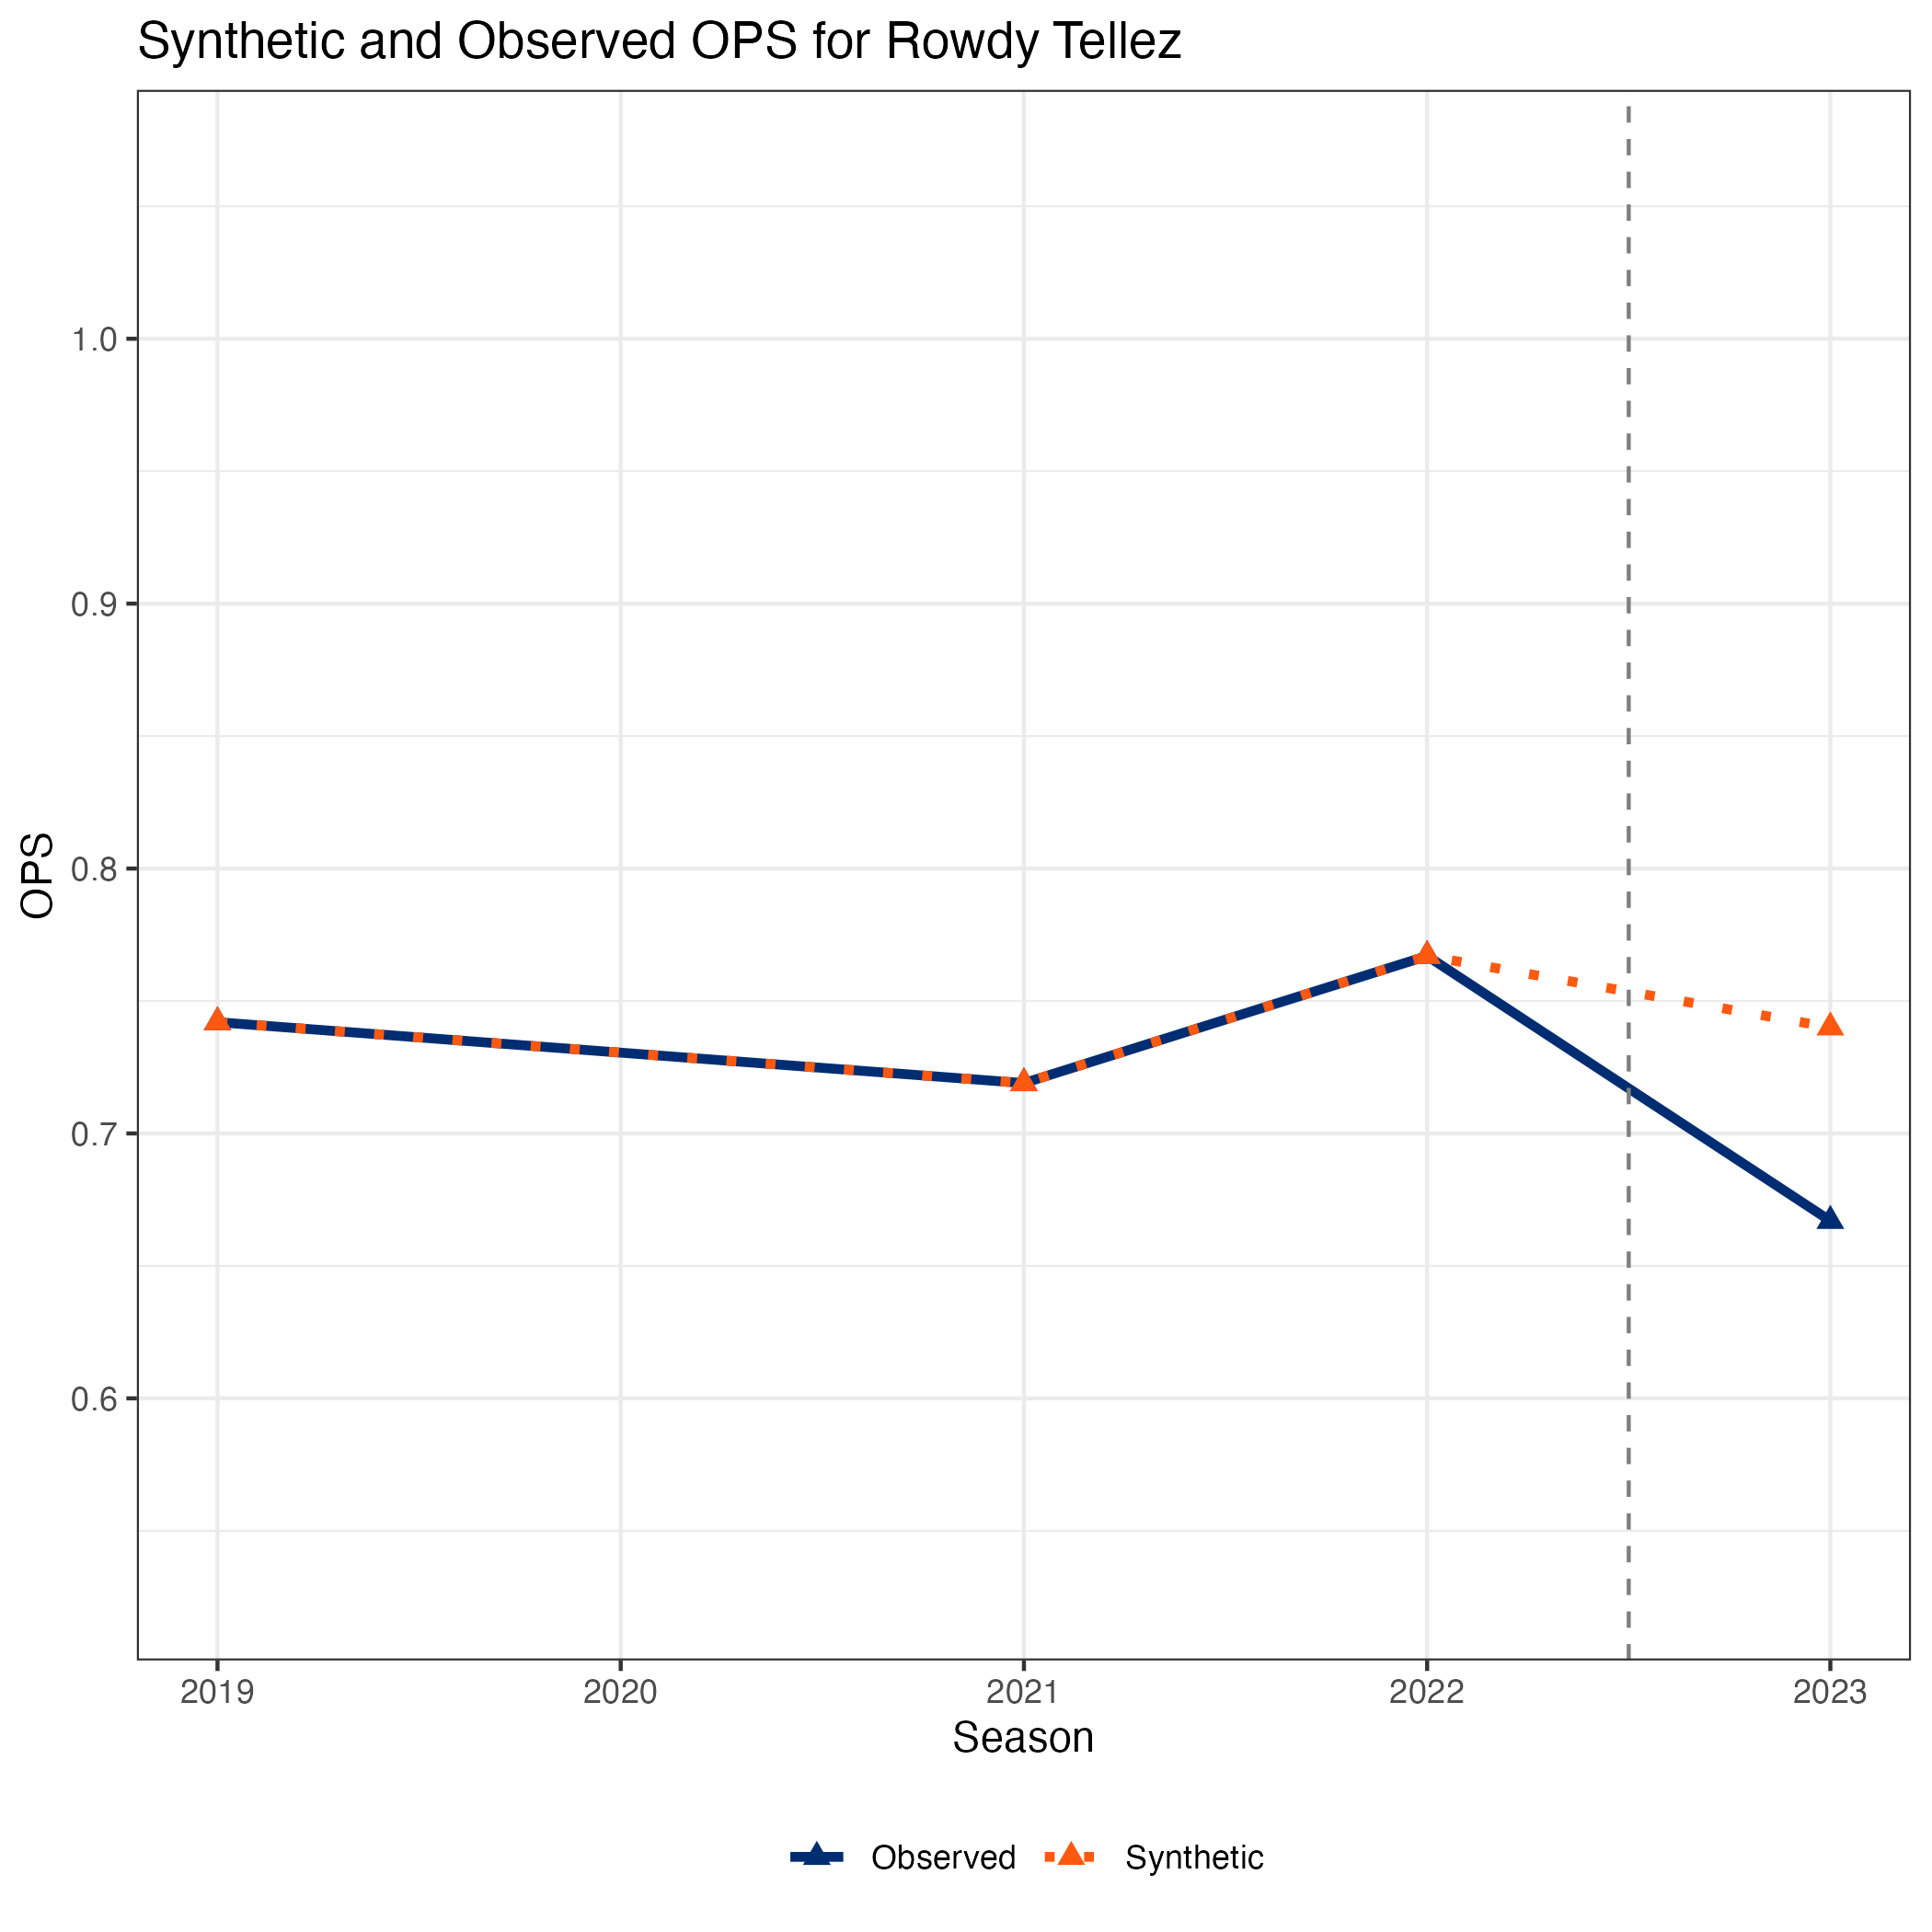 Synthetic and Observed OPS for Rowdy Tellez
OPS
1.0
0.9
0.8
0.7
0.6
2019 2020 2021 2022 2023
Season
Observed Synthetic